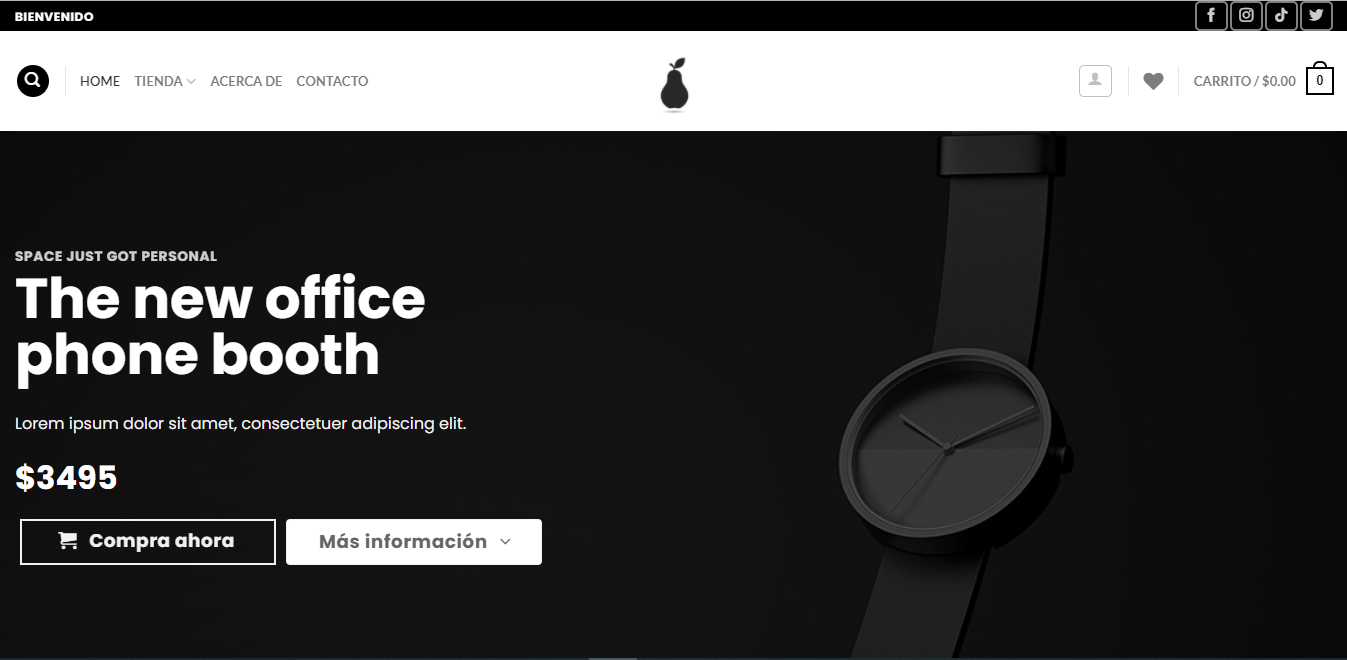 BIENVENIDO
HOME TIENDA ACERCA DE CONTACTO CARRITO / $0.00 0
SPACE JUST GOT PERSONAL
The new office
phone booth
Lorem ipsum dolor sit amet, consectetuer adipiscing elit.
$3495
Compra ahora Más información